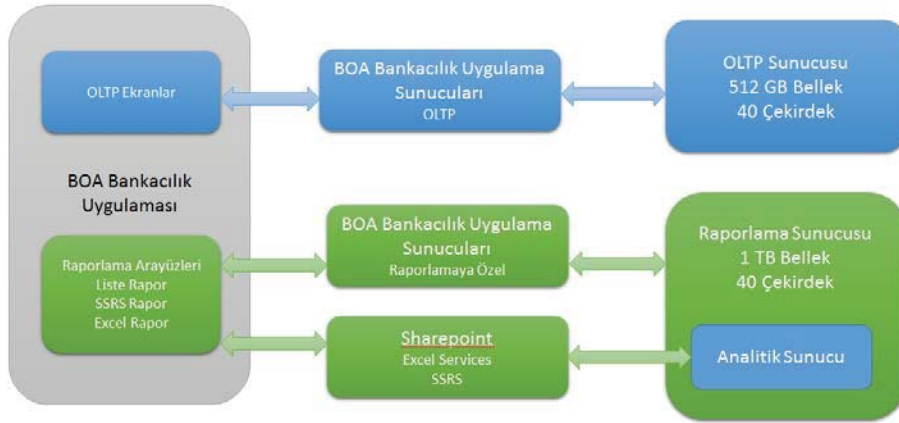 OLTP Ekranlar
BOA Bankacılık Uygulama
Sunucuları
OLTP
OLTP Sunucusu
512 GB Bellek
40 Çekirdek
BOA Bankacılık
Uygulaması
Raporlama Arayüzleri
Liste Rapor
SSRS Rapor
Excel Rapor
BOA Bankacılık Uygulama
Sunucuları
Raporlamaya Özel
Raporlama Sunucusu
1 TB Bellek
40 Çekirdek
Sharepoint
Excel Services
SSRS
Analitik Sunucu